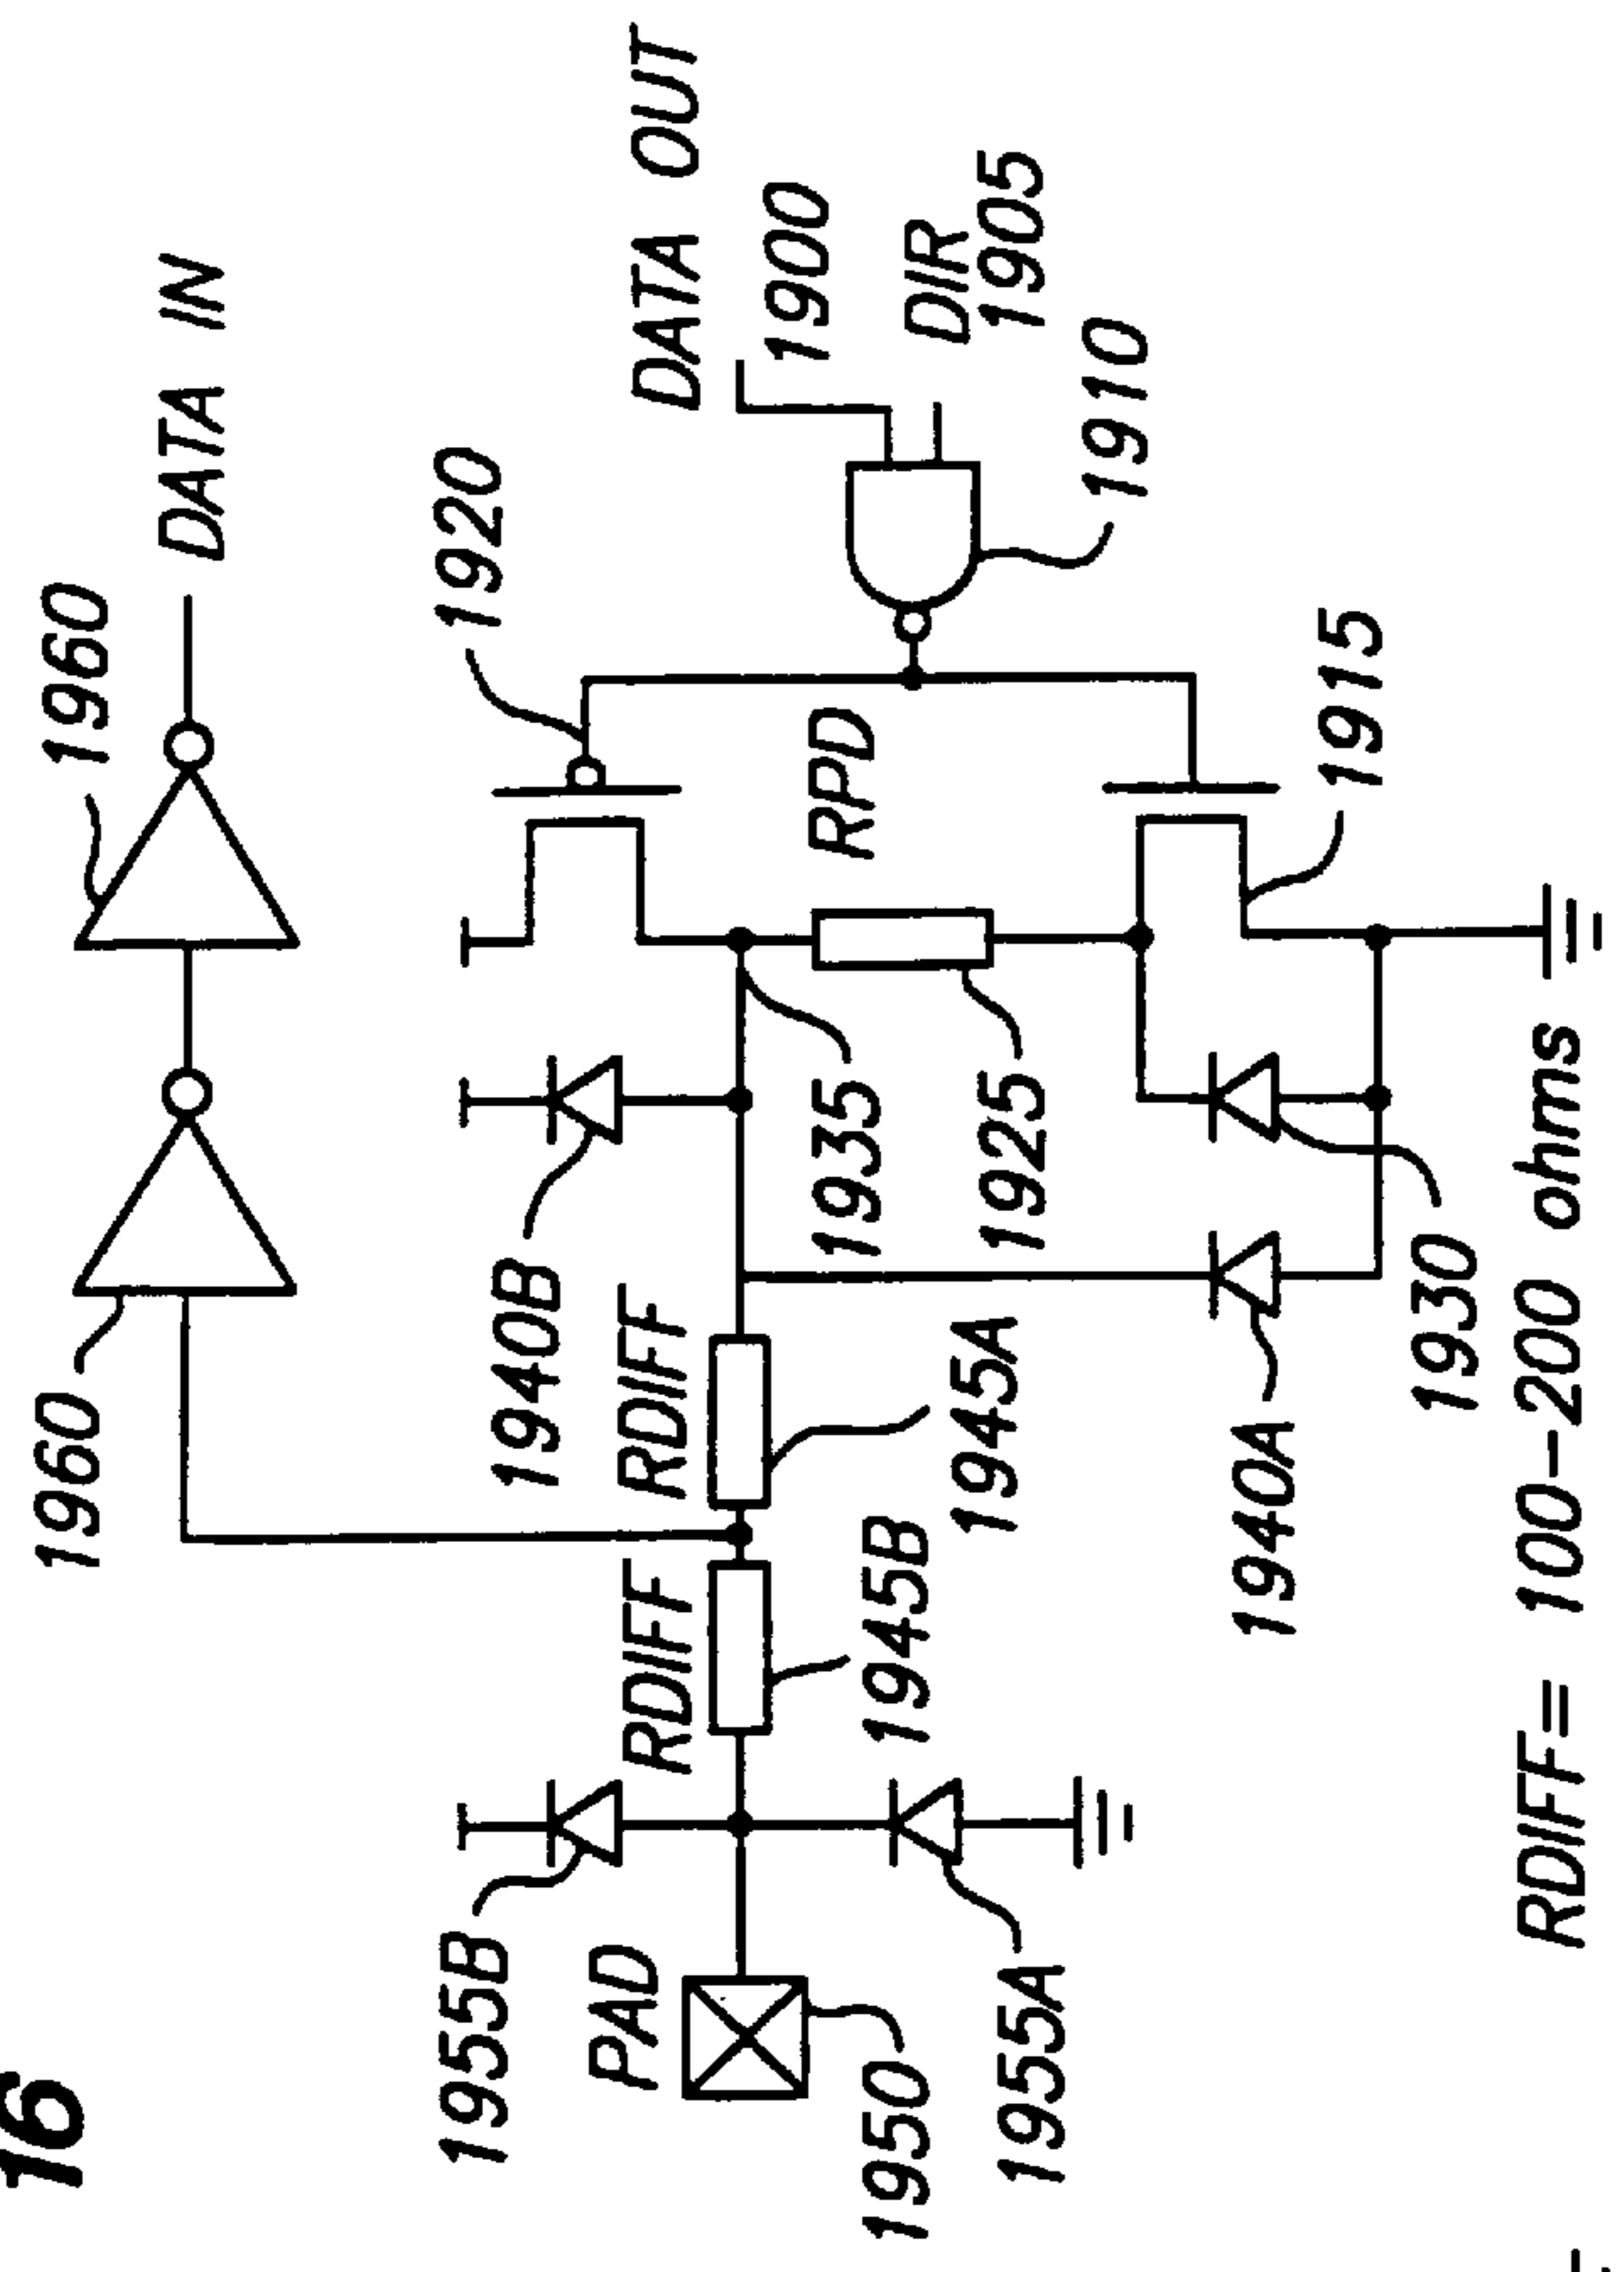 16
1960
1960
DATA IN
1955B
1940B
1920
PAD
RDIFF
RDIFF
DATA OUT
1900
1950
1945B
1945A
1935
RPD
DIR
1905
1955A
1925
1910
1940A
1930
1915
RDIFF= 100-200 ohms